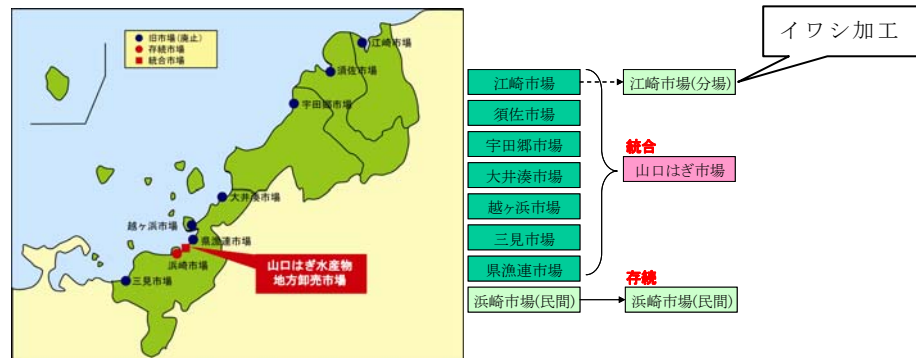 旧市場(廃止)
存続市場
統合市場
江崎市場
須佐市場
宇田郷市場
大井湊市場
越ヶ浜市場
県漁連市場
浜崎市場
三見市場
山口はぎ水産物
地方卸売市場
イワシ加工
江崎市場
江崎市場(分場)
須佐市場
宇田郷市場
統合
大井湊市場
山口はぎ市場
越ヶ浜市場
三見市場
県漁連市場
存続
浜崎市場(民間)
浜崎市場(民間)